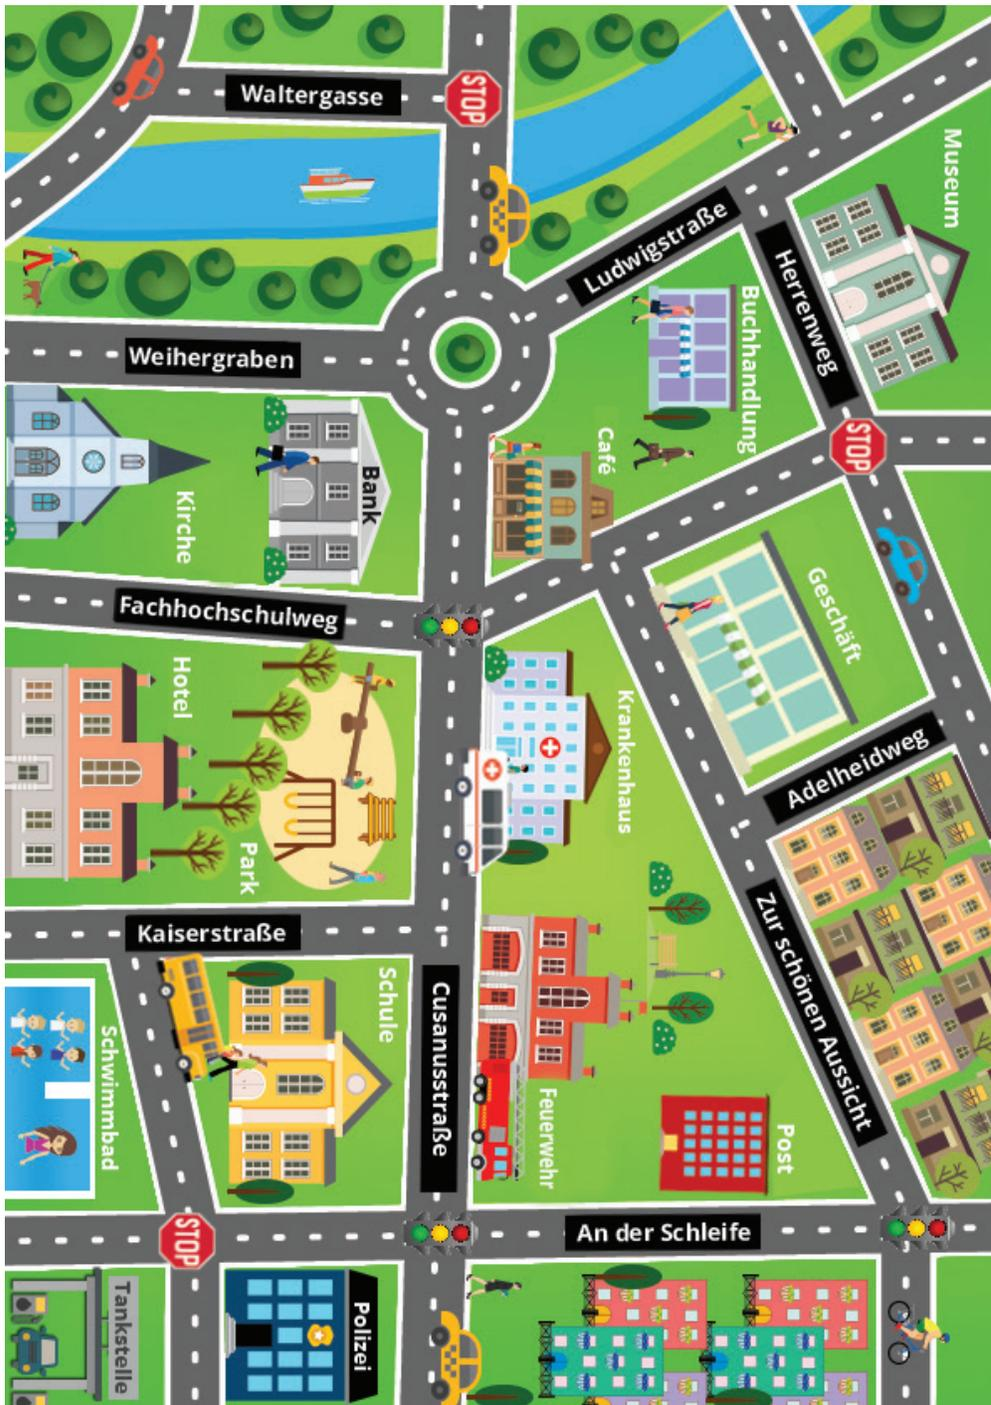 Waltergasse
STOP
Museum
Ludwigstraße
Herrenweg
Buchhandlung
Weihergraben
Café
STOP
Bank
Kirche
Geschäft
Fachhochschulweg
Hotel
Krankenhaus
Adelheidweg
Park
Kaiserstraße
Zur schönen Aussicht
Schule
Cusanusstraße
Schwimmbad
Feuerwehr
Post
STOP
An der Schleife
Tankstelle
Polizei